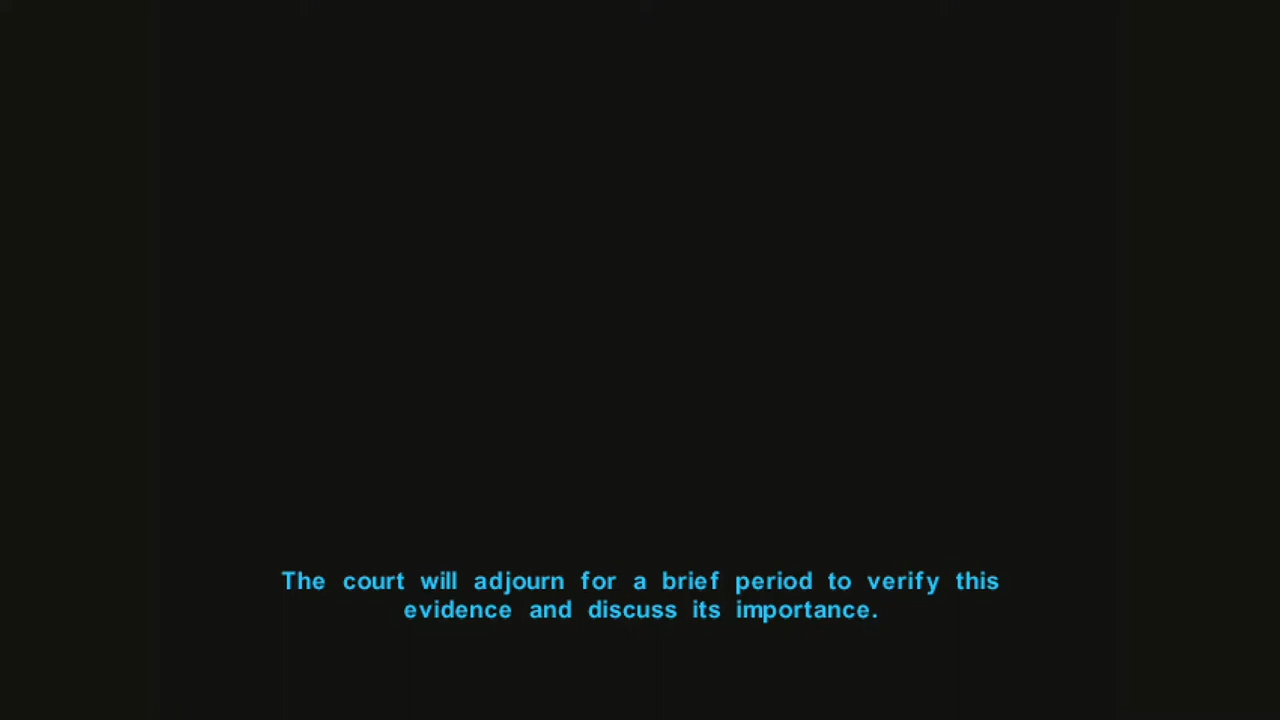 The court will adjourn for a brief period to verify this
evidence and discuss its importance.